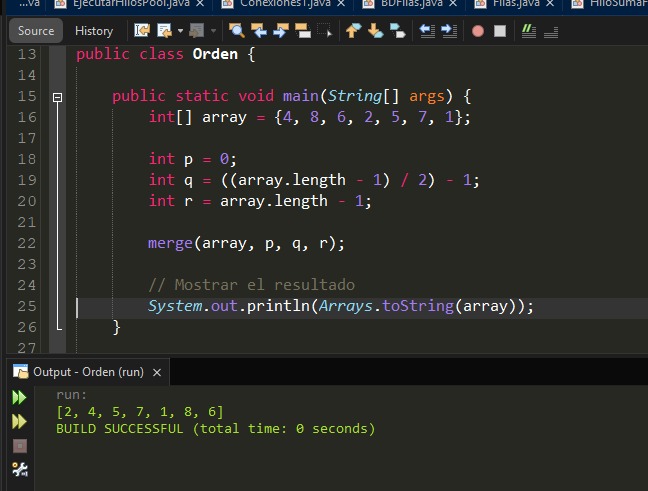 ...va EjecutarHilosPool.java Conexiones1.java BDFilas.java Filas.java HiloSumaF
Source History
13 public class Orden {
14
15 public static void main(String[] args) {
16 int[] array = {4, 8, 6, 2, 5, 7, 1};
17
18 int p = 0;
19 int q = ((array.length - 1) / 2) - 1;
20 int r = array.length - 1;
21
22 merge(array, p, q, r);
23
24 // Mostrar el resultado
25 System.out.println(Arrays.toString(array));
26 }
27
Output - Orden (run) ×
run:
[2, 4, 5, 7, 1, 8, 6]
BUILD SUCCESSFUL (total time: 0 seconds)